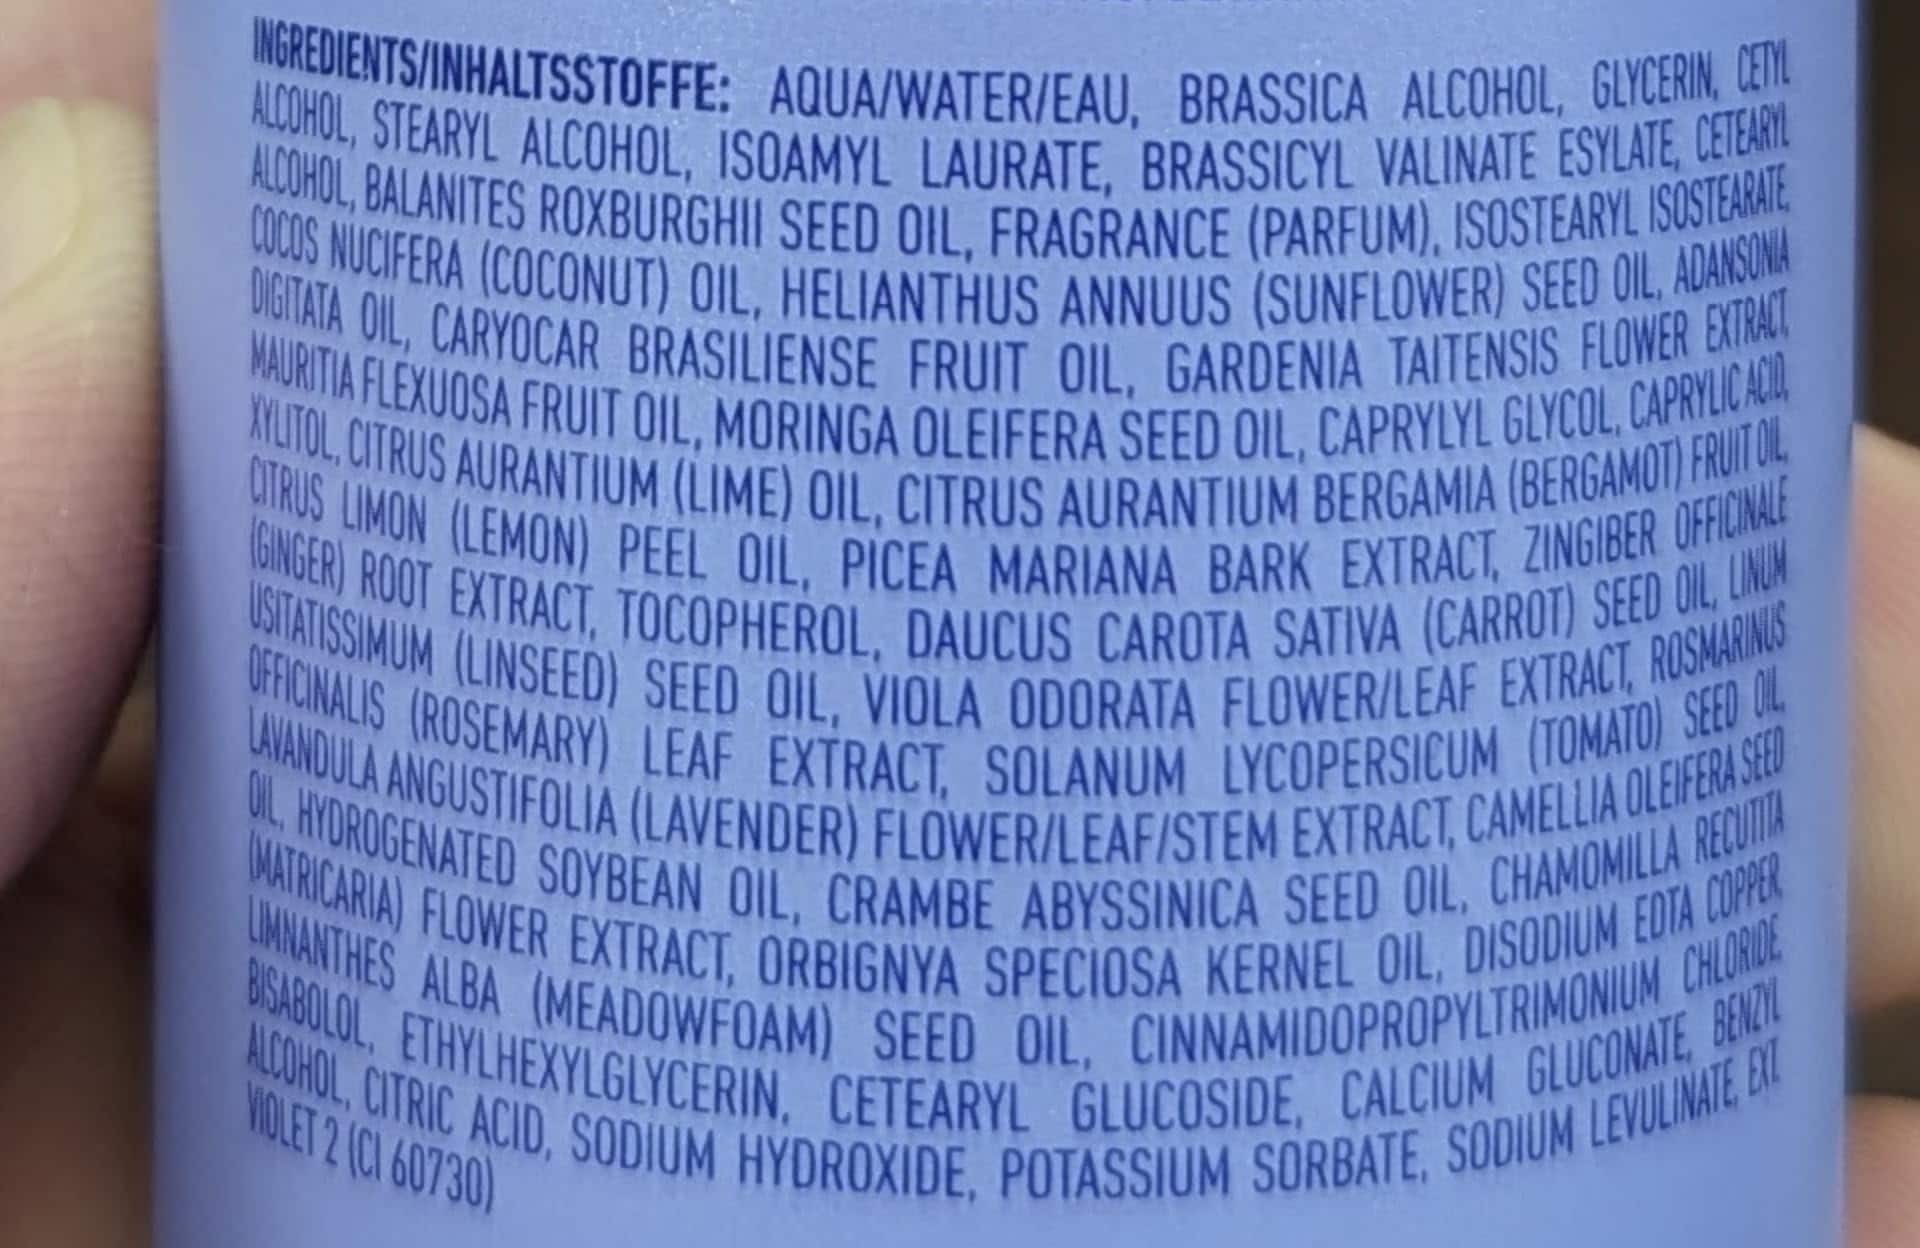 INGREDIENTS/INHALTSSTOFFE: AQUA/WATER/EAU, BRASSICA ALCOHOL, GLYCERIN, CETYL
ALCOHOL, STEARYL ALCOHOL, ISOAMYL LAURATE, BRASSICYL VALINATE ESYLATE, CETEARYL
ALCOHOL, BALANITES ROXBURGHII SEED OIL, FRAGRANCE (PARFUM), ISOSTEARYL ISOSTEARATE,
COCOS NUCIFERA (COCONUT) OIL, HELIANTHUS ANNUUS (SUNFLOWER) SEED OIL, ADANSONIA
DIGITATA OIL, CARYOCAR BRASILIENSE FRUIT OIL, GARDENIA TAITENSIS FLOWER EXTRACT,
MAURITIA FLEXUOSA FRUIT OIL, MORINGA OLEIFERA SEED OIL, CAPRYLYL GLYCOL, CAPRYLIC ACID,
XYLITOL, CITRUS AURANTIUM (LIME) OIL, CITRUS AURANTIUM BERGAMIA (BERGAMOT) FRUIT OIL,
CITRUS LIMON (LEMON) PEEL OIL, PICEA MARIANA BARK EXTRACT, ZINGIBER OFFICINALE
(GINGER) ROOT EXTRACT, TOCOPHEROL, DAUCUS CAROTA SATIVA (CARROT) SEED OIL, LINUM
USITATISSIMUM (LINSEED) SEED OIL, VIOLA ODORATA FLOWER/LEAF EXTRACT, ROSMARINUS
OFFICINALIS (ROSEMARY) LEAF EXTRACT, SOLANUM LYCOPERSICUM (TOMATO) SEED OIL,
LAVANDULA ANGUSTIFOLIA (LAVENDER) FLOWER/LEAF/STEM EXTRACT, CAMELLIA OLEIFERA SEED
OIL, HYDROGENATED SOYBEAN OIL, CRAMBE ABYSSINICA SEED OIL, CHAMOMILLA RECUTITA
(MATRICARIA) FLOWER EXTRACT, ORBIGNYA SPECIOSA KERNEL OIL, DISODIUM EDTA COPPER,
LIMNANTHES ALBA (MEADOWFOAM) SEED OIL, CINNAMIDOPROPYLTRIMONIUM CHLORIDE,
BISABOLOL, ETHYLHEXYLGLYCERIN, CETEARYL GLUCOSIDE, CALCIUM GLUCONATE, BENZYL
ALCOHOL, CITRIC ACID, SODIUM HYDROXIDE, POTASSIUM SORBATE, SODIUM LEVULINATE, EXT.
VIOLET 2 (CI 60730)